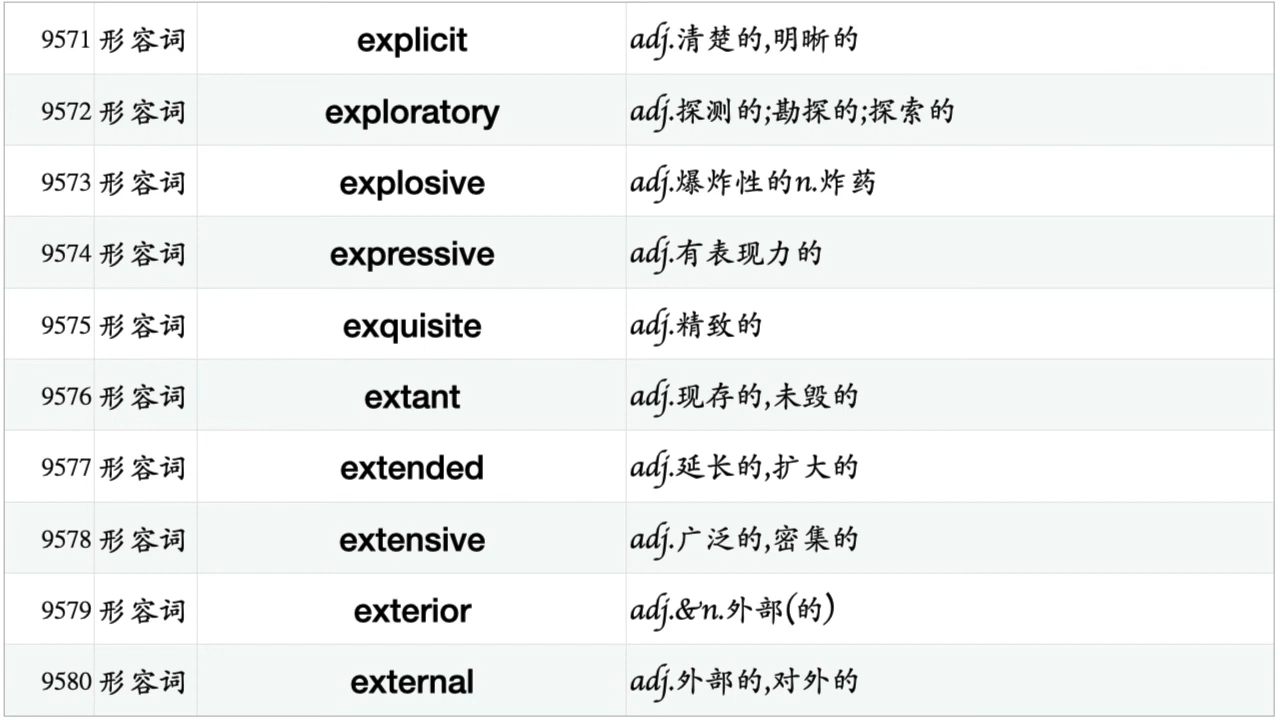 9571 形容词 explicit adj.清楚的,明晰的
9572 形容词 exploratory adj.探测的;勘探的;探索的
9573 形容词 explosive adj.爆炸性的n.炸药
9574 形容词 expressive adj.有表现力的
9575 形容词 exquisite adj.精致的
9576 形容词 extant adj.现存的,未毁的
9577 形容词 extended adj.延长的,扩大的
9578 形容词 extensive adj.广泛的,密集的
9579 形容词 exterior adj.&n.外部(的)
9580 形容词 external adj.外部的,对外的